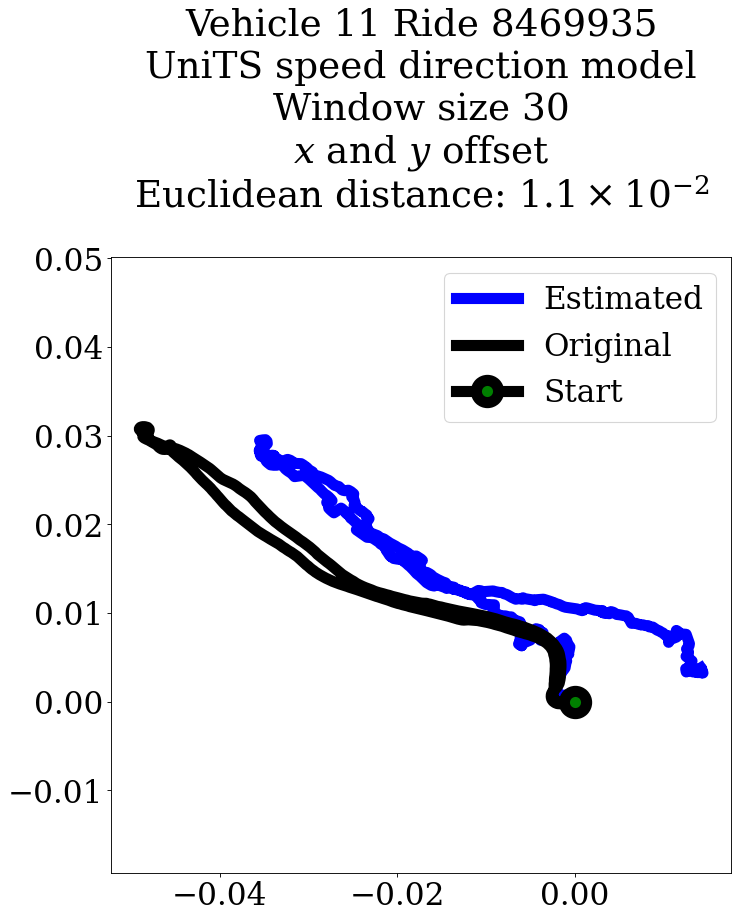 Vehicle 11 Ride 8469935
UniTS speed direction model
Window size 30
x and y offset
Euclidean distance: 1.1 × 10⁻²
Estimated
Original
Start
0.05
0.04
0.03
0.02
0.01
0.00
−0.01
−0.04 −0.02 0.00